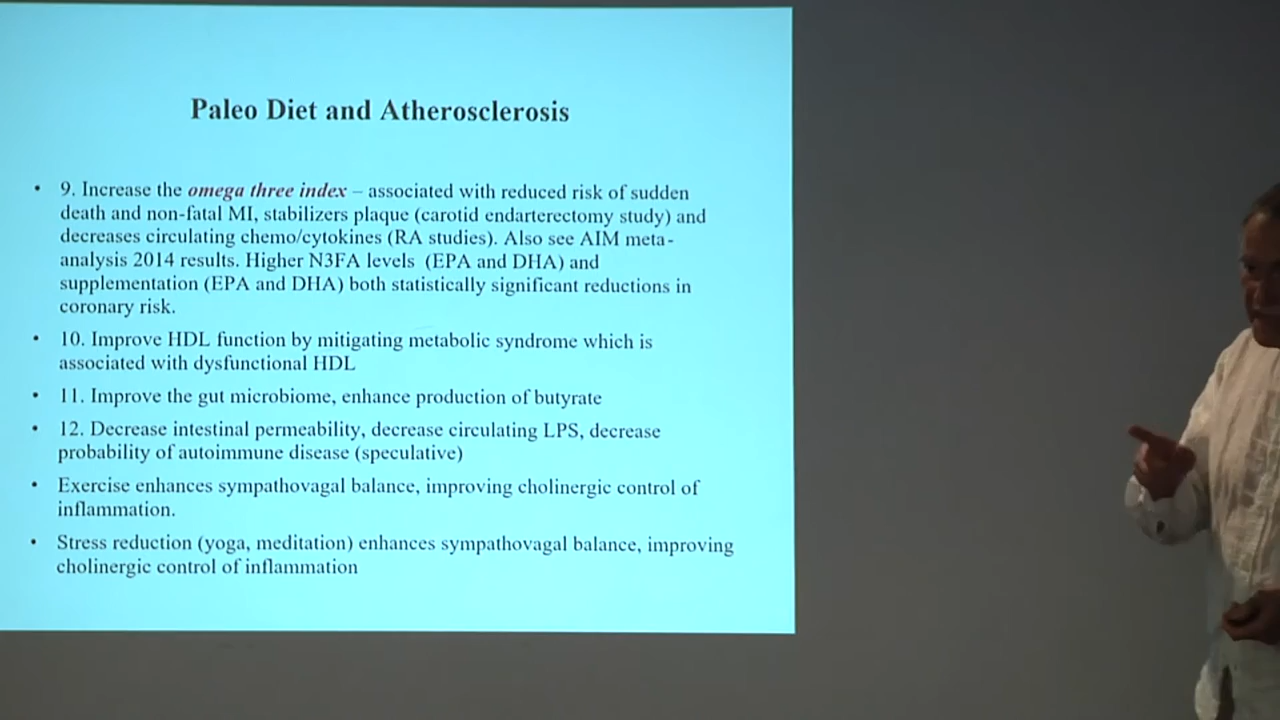 Paleo Diet and Atherosclerosis
• 9. Increase the omega three index – associated with reduced risk of sudden
death and non-fatal MI, stabilizers plaque (carotid endarterectomy study) and
decreases circulating chemo/cytokines (RA studies). Also see AIM meta-
analysis 2014 results. Higher N3FA levels (EPA and DHA) and
supplementation (EPA and DHA) both statistically significant reductions in
coronary risk.
• 10. Improve HDL function by mitigating metabolic syndrome which is
associated with dysfunctional HDL
• 11. Improve the gut microbiome, enhance production of butyrate
• 12. Decrease intestinal permeability, decrease circulating LPS, decrease
probability of autoimmune disease (speculative)
• Exercise enhances sympathovagal balance, improving cholinergic control of
inflammation.
• Stress reduction (yoga, meditation) enhances sympathovagal balance, improving
cholinergic control of inflammation